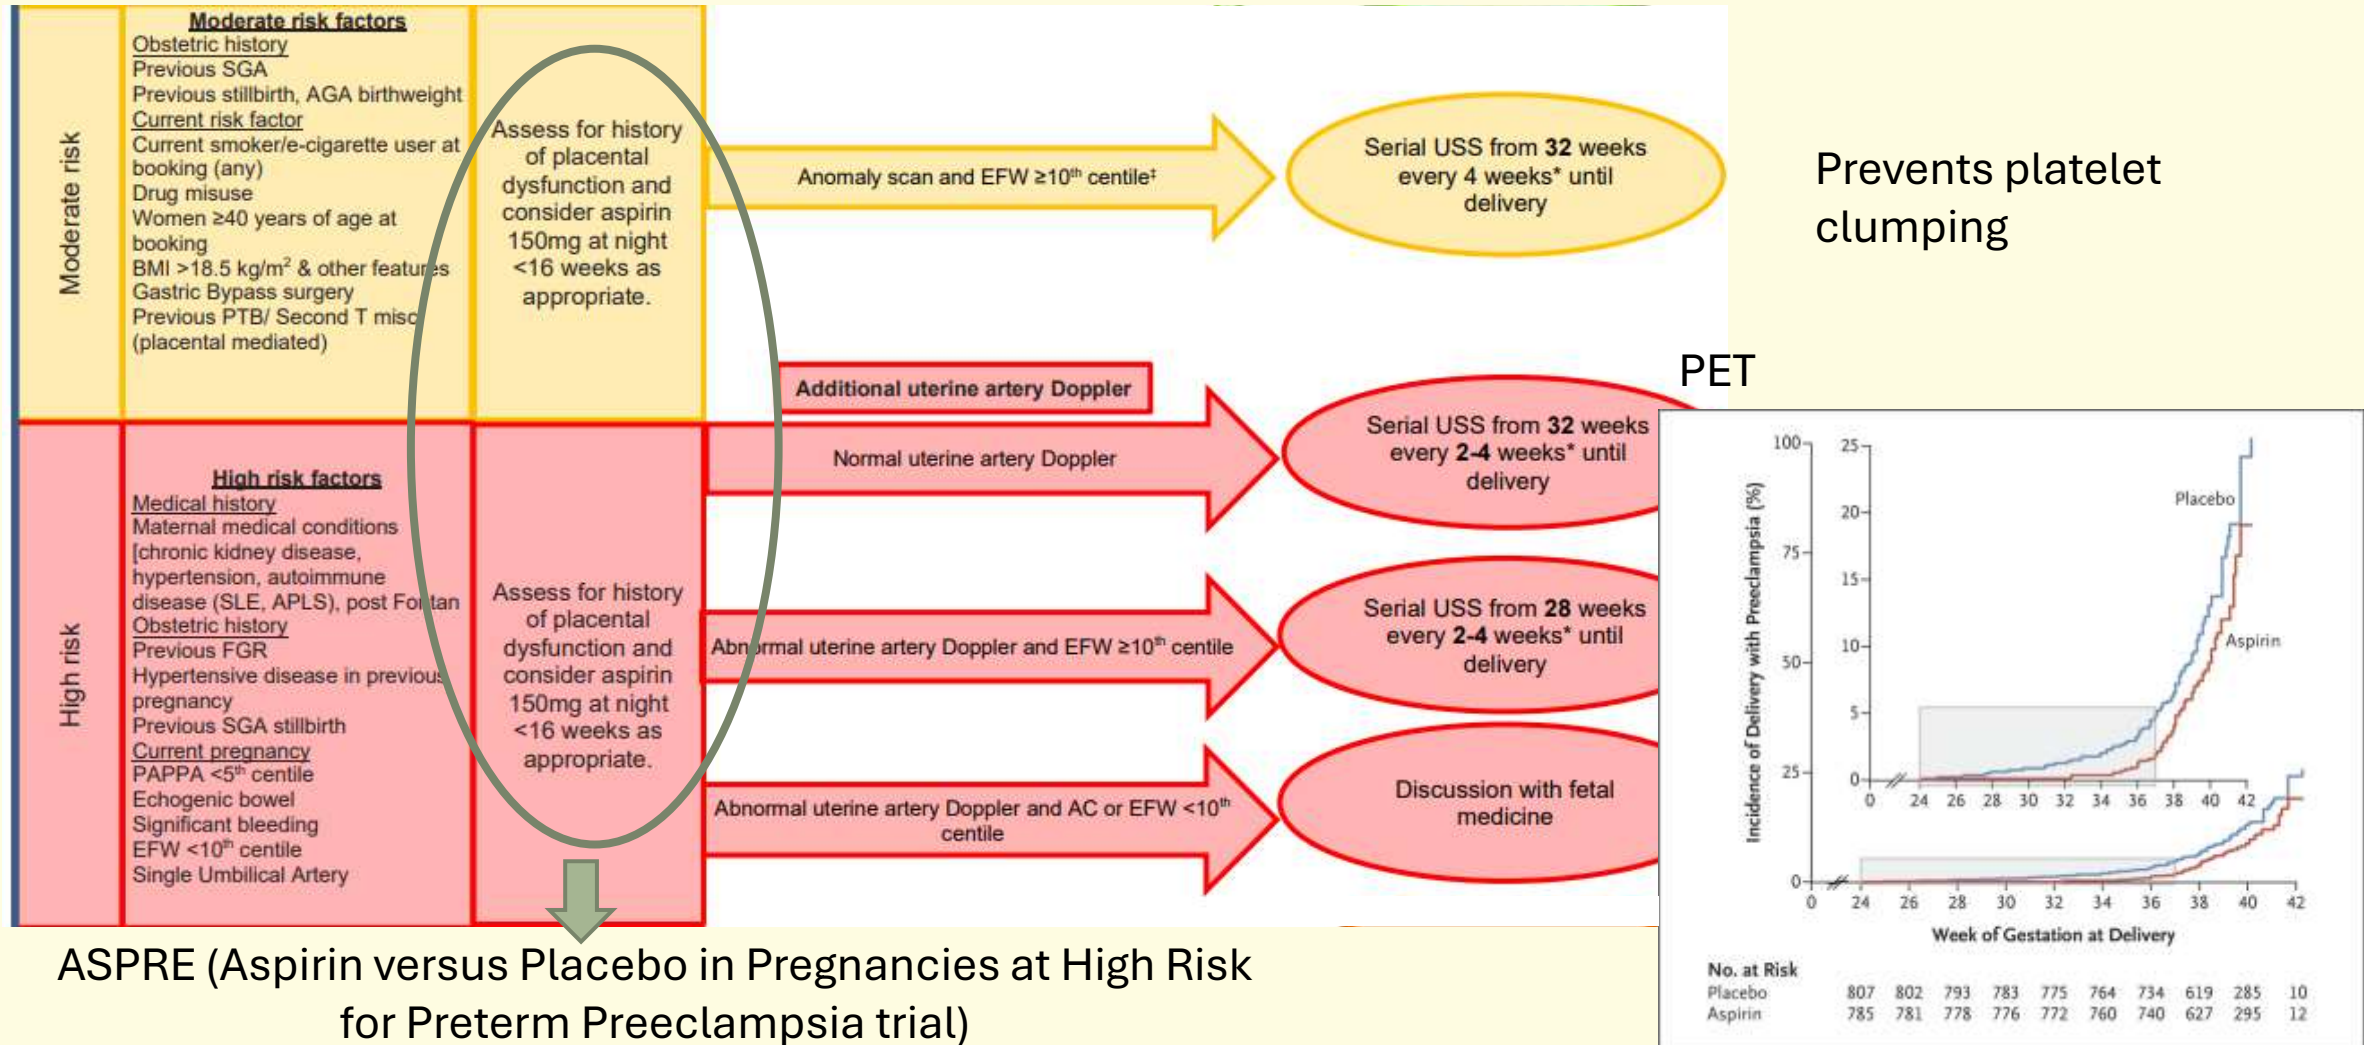 Moderate risk
Moderate risk factors
Obstetric history
Previous SGA
Previous stillbirth, AGA birthweight
Current risk factor
Current smoker/e-cigarette user at
booking (any)
Drug misuse
Women ≥40 years of age at
booking
BMI >18.5 kg/m² & other features
Gastric Bypass surgery
Previous PTB/ Second T misc
(placental mediated)
Assess for history
of placental
dysfunction and
consider aspirin
150mg at night
<16 weeks as
appropriate.
Anomaly scan and EFW ≥10th centile‡
Serial USS from 32 weeks
every 4 weeks* until
delivery
Prevents platelet
clumping
High risk
High risk factors
Medical history
Maternal medical conditions
[chronic kidney disease,
hypertension, autoimmune
disease (SLE, APLS), post Fontan
Obstetric history
Previous FGR
Hypertensive disease in previous
pregnancy
Previous SGA stillbirth
Current pregnancy
PAPPA <5th centile
Echogenic bowel
Significant bleeding
EFW <10th centile
Single Umbilical Artery
Assess for history
of placental
dysfunction and
consider aspirin
150mg at night
<16 weeks as
appropriate.
Additional uterine artery Doppler
Normal uterine artery Doppler
Serial USS from 32 weeks
every 2-4 weeks* until
delivery
Abnormal uterine artery Doppler and EFW ≥10th centile
Serial USS from 28 weeks
every 2-4 weeks* until
delivery
Abnormal uterine artery Doppler and AC or EFW <10th
centile
Discussion with fetal
medicine
PET
Incidence of Delivery with Preeclampsia (%)
100
75
50
25
0
25
20
15
10
5
0
Placebo
Aspirin
0 24 26 28 30 32 34 36 38 40 42
0 24 26 28 30 32 34 36 38 40 42
Week of Gestation at Delivery
No. at Risk
Placebo 807 802 793 783 775 764 734 619 285 10
Aspirin 785 781 778 776 772 760 740 627 295 12
ASPRE (Aspirin versus Placebo in Pregnancies at High Risk
for Preterm Preeclampsia trial)